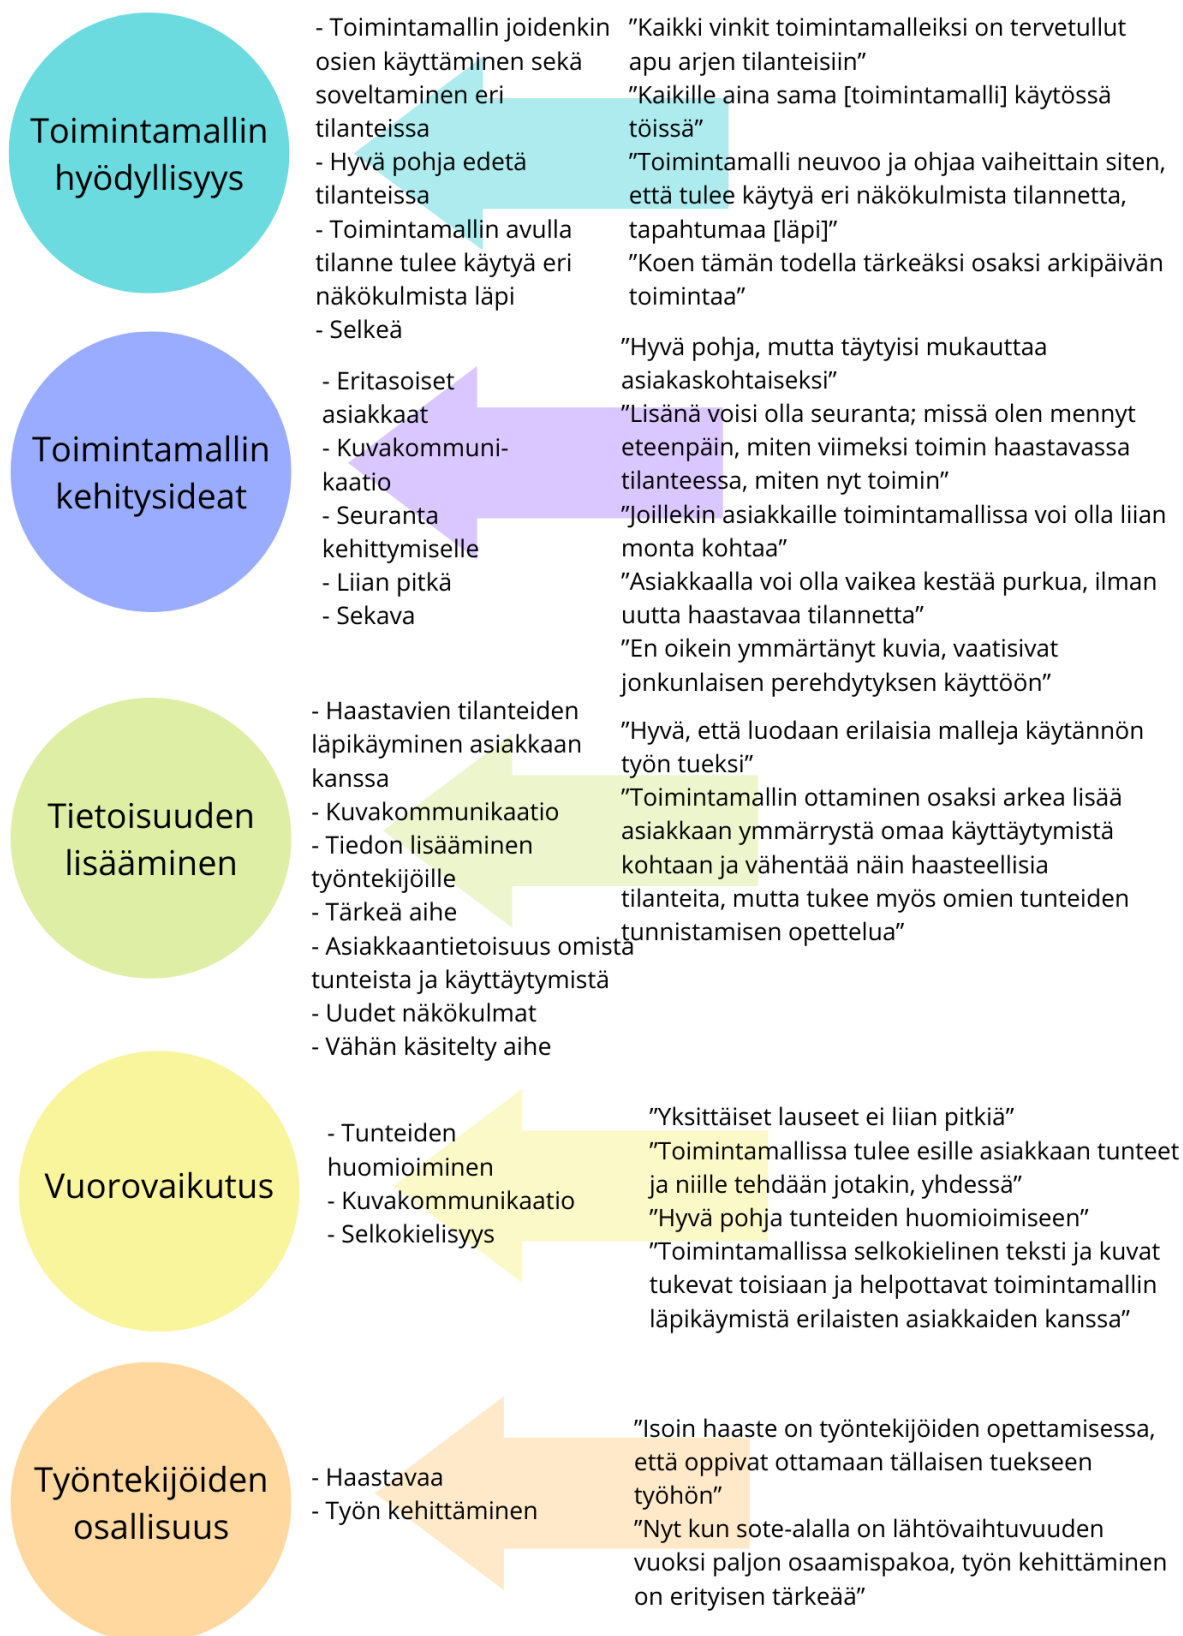 Toimintamallin
hyödyllisyys
- Toimintamallin joidenkin
osien käyttäminen sekä
soveltaminen eri
tilanteissa
- Hyvä pohja edetä
tilanteissa
- Toimintamallin avulla
tilanne tulee käytyä eri
näkökulmista läpi
- Selkeä
”Kaikki vinkit toimintamalleiksi on tervetullut
apu arjen tilanteisiin”
”Kaikille aina sama [toimintamalli] käytössä
töissä”
”Toimintamalli neuvoo ja ohjaa vaiheittain siten,
että tulee käytyä eri näkökulmista tilannetta,
tapahtumaa [läpi]”
”Koen tämän todella tärkeäksi osaksi arkipäivän
toimintaa”
Toimintamallin
kehitysideat
- Eritasoiset
asiakkaat
- Kuvakommuni-
kaatio
- Seuranta
kehittymiselle
- Liian pitkä
- Sekava
”Hyvä pohja, mutta täytyisi mukauttaa
asiakaskohtaiseksi”
”Lisänä voisi olla seuranta; missä olen mennyt
eteenpäin, miten viimeksi toimin haastavassa
tilanteessa, miten nyt toimin”
”Joillekin asiakkaille toimintamallissa voi olla liian
monta kohtaa”
”Asiakkaalla voi olla vaikea kestää purkua, ilman
uutta haastavaa tilannetta”
”En oikein ymmärtänyt kuvia, vaatisivat
jonkunlaisen perehdytyksen käyttöön”
Tietoisuuden
lisääminen
- Haastavien tilanteiden
läpikäyminen asiakkaan
kanssa
- Kuvakommunikaatio
- Tiedon lisääminen
työntekijöille
- Tärkeä aihe
- Asiakkaantietoisuus omista
tunteista ja käyttäytymistä
- Uudet näkökulmat
- Vähän käsitelty aihe
”Hyvä, että luodaan erilaisia malleja käytännön
työn tueksi”
”Toimintamallin ottaminen osaksi arkea lisää
asiakkaan ymmärrystä omaa käyttäytymistä
kohtaan ja vähentää näin haasteellisia
tilanteita, mutta tukee myös omien tunteiden
tunnistamisen opettelua”
Vuorovaikutus
- Tunteiden
huomioiminen
- Kuvakommunikaatio
- Selkokielisyys
”Yksittäiset lauseet ei liian pitkiä”
”Toimintamallissa tulee esille asiakkaan tunteet
ja niille tehdään jotakin, yhdessä”
”Hyvä pohja tunteiden huomioimiseen”
”Toimintamallissa selkokielinen teksti ja kuvat
tukevat toisiaan ja helpottavat toimintamallin
läpikäymistä erilaisten asiakkaiden kanssa”
Työntekijöiden
osallisuus
- Haastavaa
- Työn kehittäminen
”Isoin haaste on työntekijöiden opettamisessa,
että oppivat ottamaan tällaisen tuekseen
työhön”
”Nyt kun sote-alalla on lähtövaihtuvuuden
vuoksi paljon osaamispakoa, työn kehittäminen
on erityisen tärkeää”